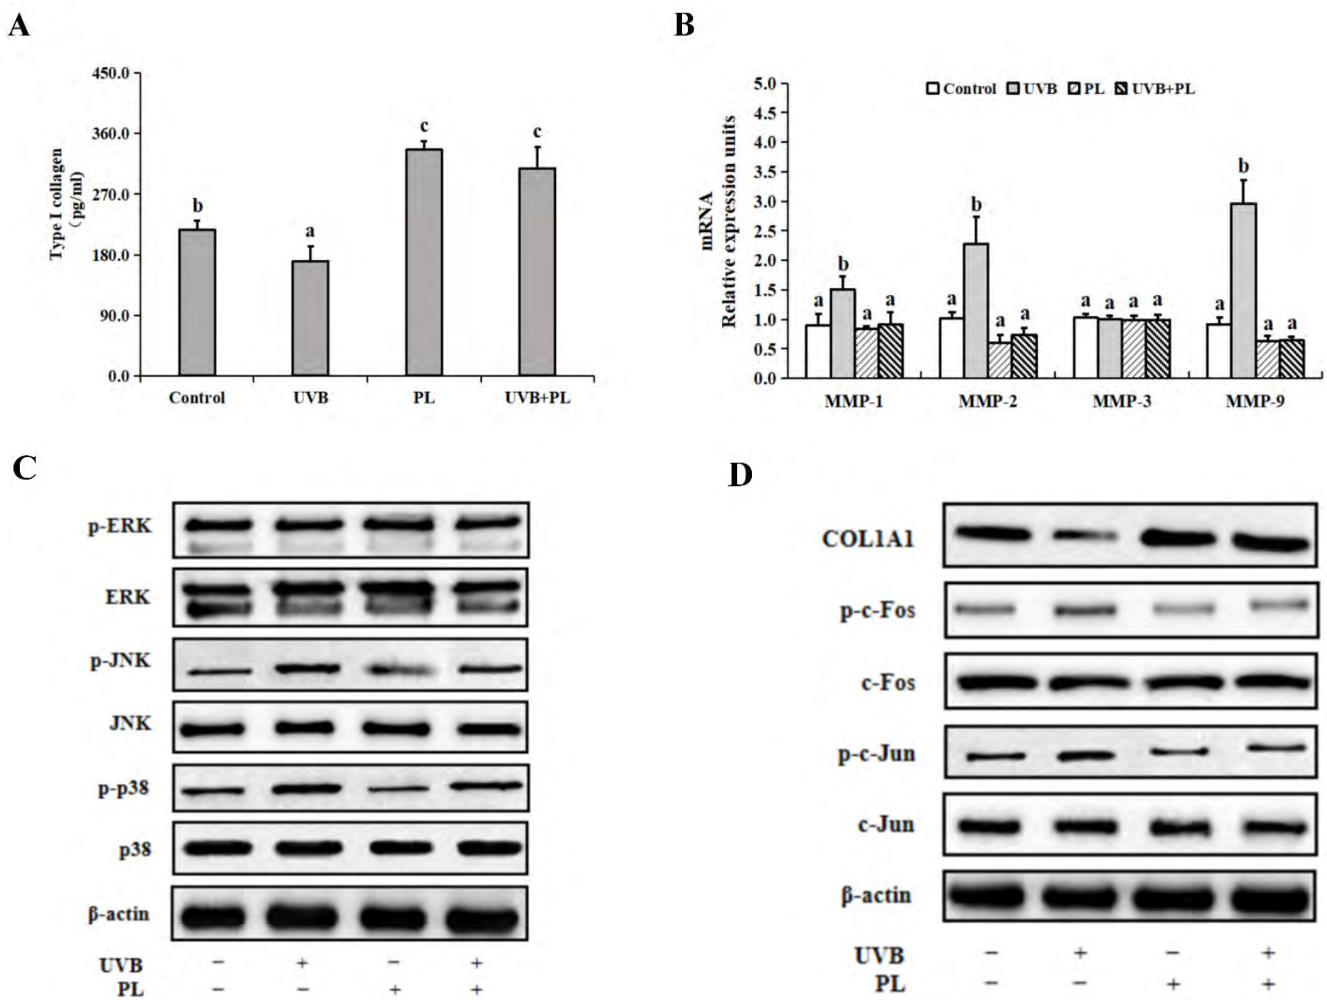 A
450.0
360.0
270.0
180.0
90.0
0.0
Type I collagen
(pg/ml)
b
a
c
c
Control
UVB
PL
UVB+PL
B
5.0
4.5
4.0
3.5
3.0
2.5
2.0
1.5
1.0
0.5
0.0
mRNA
Relative expression units
Control UVB PL UVB+PL
a b a a
a b a a
a a a a
a b a a
MMP-1 MMP-2 MMP-3 MMP-9
C
p-ERK
ERK
p-JNK
JNK
p-p38
p38
β-actin
UVB − + − +
PL − − + +
D
COL1A1
p-c-Fos
c-Fos
p-c-Jun
c-Jun
β-actin
UVB − + − +
PL − − + +